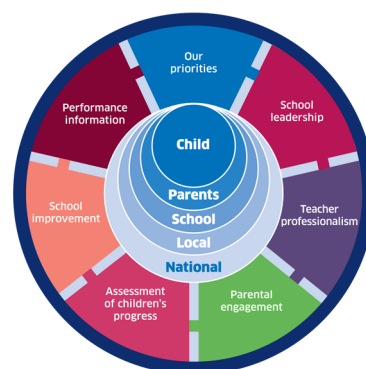 Our
priorities
School
leadership
Teacher
professionalism
Parental
engagement
Assessment
of children's
progress
School
improvement
Performance
information
Child
Parents
School
Local
National